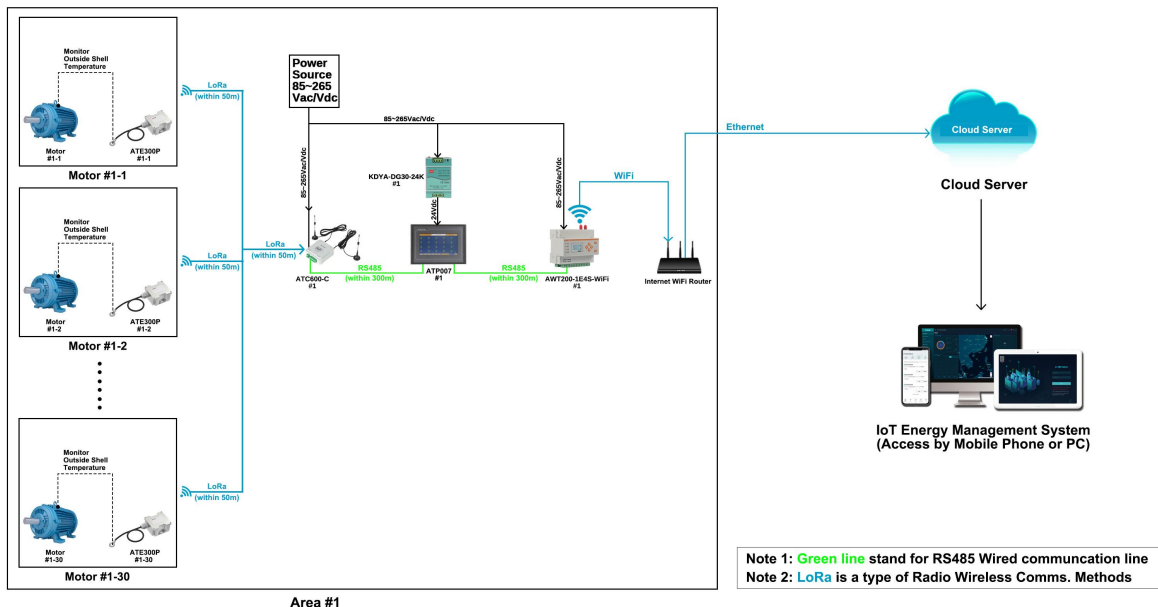 Monitor
Outside Shell
Temperature
LoRa
(within 50m)
Motor
#1-1
ATE300P
#1-1
Motor #1-1
Monitor
Outside Shell
Temperature
LoRa
(within 50m)
Motor
#1-2
ATE300P
#1-2
Motor #1-2
Monitor
Outside Shell
Temperature
LoRa
(within 50m)
Motor
#1-30
ATE300P
#1-30
Motor #1-30
LoRa
(within 50m)
Power
Source
85~265
Vac/Vdc
85~265Vac/Vdc
85~265Vac/Vdc
KDYA-DG30-24K
#1
24Vdc
85~265Vac/Vdc
ATC600-C
#1
RS485
(within 300m)
ATP007
#1
RS485
(within 300m)
AWT200-1E4S-WiFi
#1
WiFi
Internet WiFi Router
Ethernet
Cloud Server
Cloud Server
IoT Energy Management System
(Access by Mobile Phone or PC)
Note 1: Green line stand for RS485 Wired communcation line
Note 2: LoRa is a type of Radio Wireless Comms. Methods
Area #1